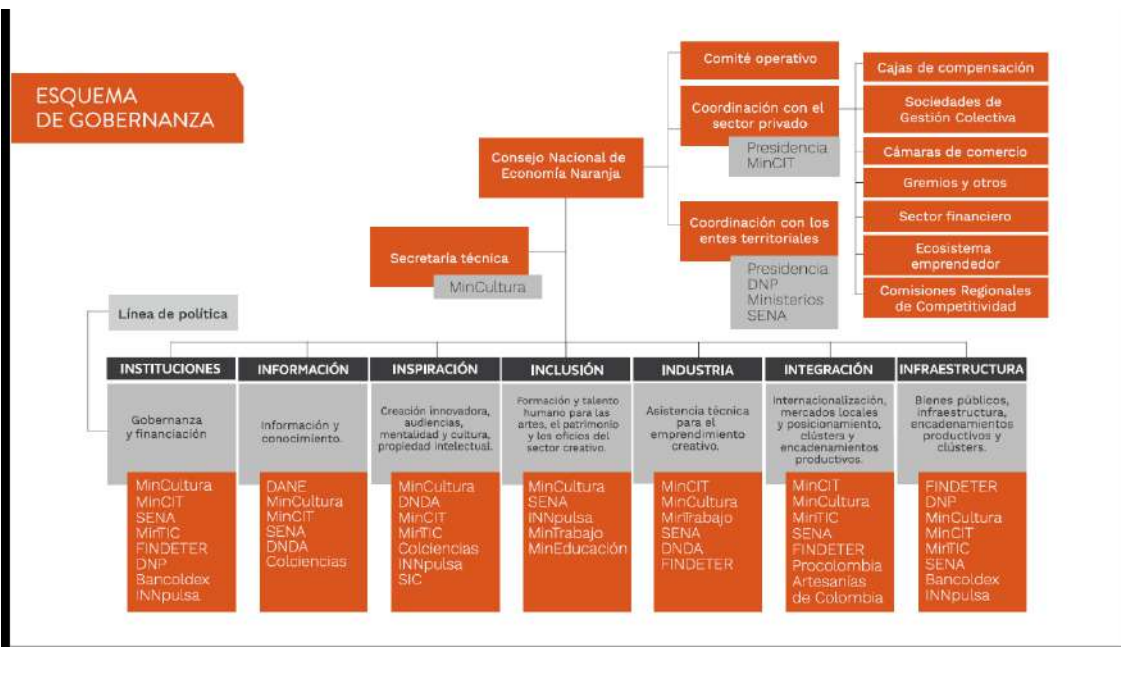 ESQUEMA
DE GOBERNANZA
Consejo Nacional de
Economía Naranja
Comité operativo
Coordinación con el
sector privado
Presidencia
MinCIT
Coordinación con los
entes territoriales
Presidencia
DNP
Ministerios
SENA
Cajas de compensación
Sociedades de
Gestión Colectiva
Cámaras de comercio
Gremios y otros
Sector financiero
Ecosistema
emprendedor
Comisiones Regionales
de Competitividad
Secretaría técnica
MinCultura
Línea de política
INSTITUCIONES
Gobernanza
y financiación
MinCultura
MinCIT
SENA
MinTIC
FINDETER
DNP
Bancoldex
INNpulsa
INFORMACIÓN
Información y
conocimiento.
DANE
MinCultura
MinCIT
SENA
DNDA
Colciencias
INSPIRACIÓN
Creación innovadora,
audiencias,
mentalidad y cultura,
propiedad intelectual.
MinCultura
DNDA
MinCIT
MinTIC
Colciencias
INNpulsa
SIC
INCLUSIÓN
Formación y talento
humano para las
artes, el patrimonio
y los oficios del
sector creativo.
MinCultura
SENA
INNpulsa
MinTrabajo
MinEducación
INDUSTRIA
Asistencia técnica
para el
emprendimiento
creativo.
MinCIT
MinCultura
MinTrabajo
SENA
DNDA
FINDETER
INTEGRACIÓN
Internacionalización,
mercados locales
y posicionamiento,
clústers y
encadenamientos
productivos.
MinCIT
MinCultura
MinTIC
SENA
FINDETER
Procolombia
Artesanías
de Colombia
INFRAESTRUCTURA
Bienes públicos,
infraestructura,
encadenamientos
productivos y
clústers.
FINDETER
DNP
MinCultura
MinCIT
MinTIC
SENA
Bancoldex
INNpulsa